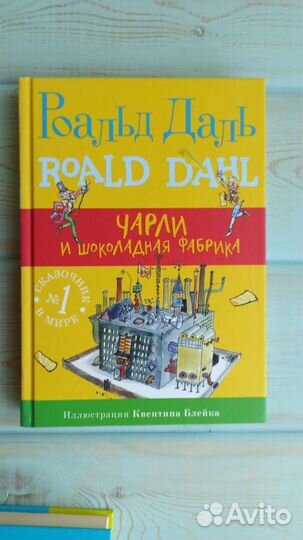 Роальд Даль
ROALD DAHL
ЧАРЛИ
И ШОКОЛАДНАЯ ФАБРИКА
СКАЗОЧНИК
№1
В МИРЕ
Иллюстрации Квентина Блейка
Avito